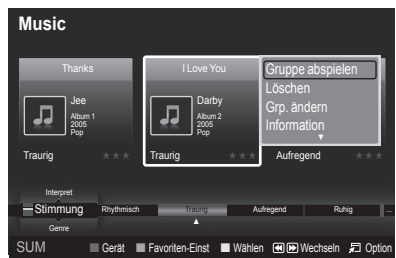 Music
Thanks
Jee
Album 1
2005
Pop
Traurig
I Love You
Darby
Album 2
2005
Pop
Traurig
Gruppe abspielen
Löschen
Grp. ändern
Information
Aufregend
Interpret
Stimmung
Genre
Rhythmisch Traurig Aufregend Ruhig ...
SUM Gerät Favoriten-Einst Wählen Wechseln Option